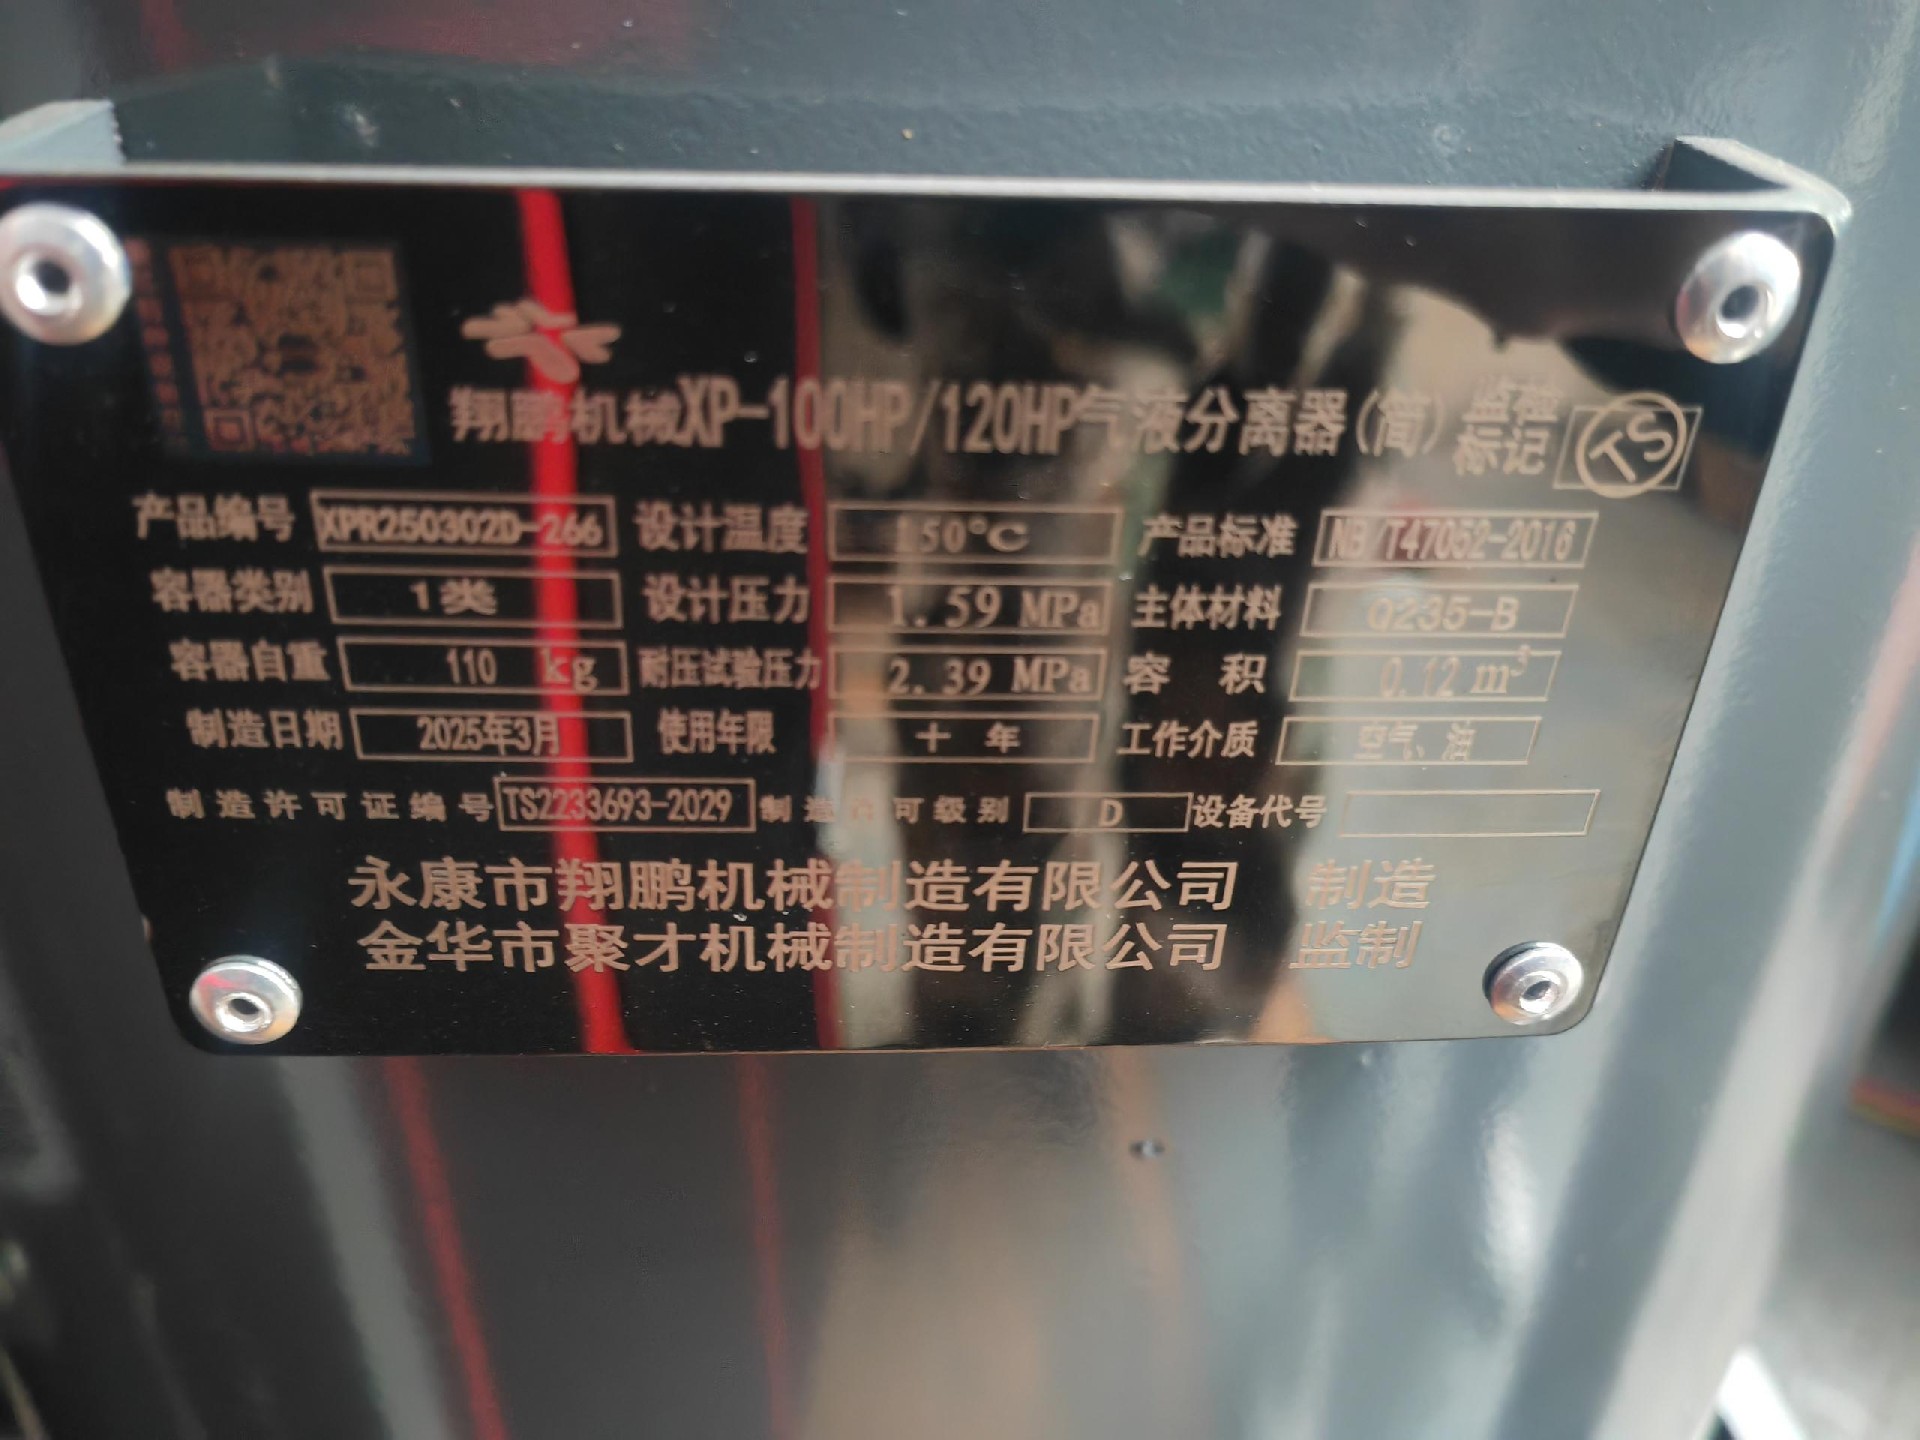 翔鹏机械XP-100HP/120HP气液分离器(简) 监检标记 TS
产品编号 XPR250302D-266 设计温度 150°C 产品标准 NB/T47052-2016
容器类别 1类 设计压力 1.59 MPa 主体材料 Q235-B
容器自重 110 kg 耐压试验压力 2.39 MPa 容 积 0.12 m³
制造日期 2025年3月 使用年限 十 年 工作介质 空气、油
制造许可证编号 TS2233693-2029 制造许可级别 D 设备代号
永康市翔鹏机械制造有限公司 制造
金华市聚才机械制造有限公司 监制